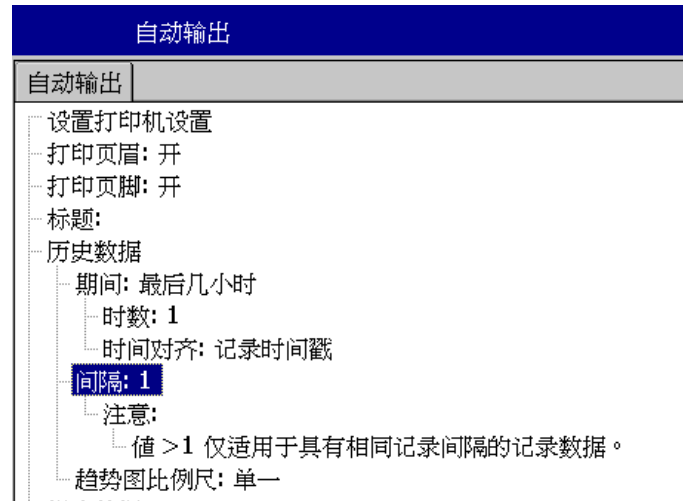 自动输出
自动输出
设置打印机设置
打印页眉: 开
打印页脚: 开
标题:
历史数据
期间: 最后几小时
时数: 1
时间对齐: 记录时间戳
间隔: 1
注意:
值 >1 仅适用于具有相同记录间隔的记录数据。
趋势图比例尺: 单一